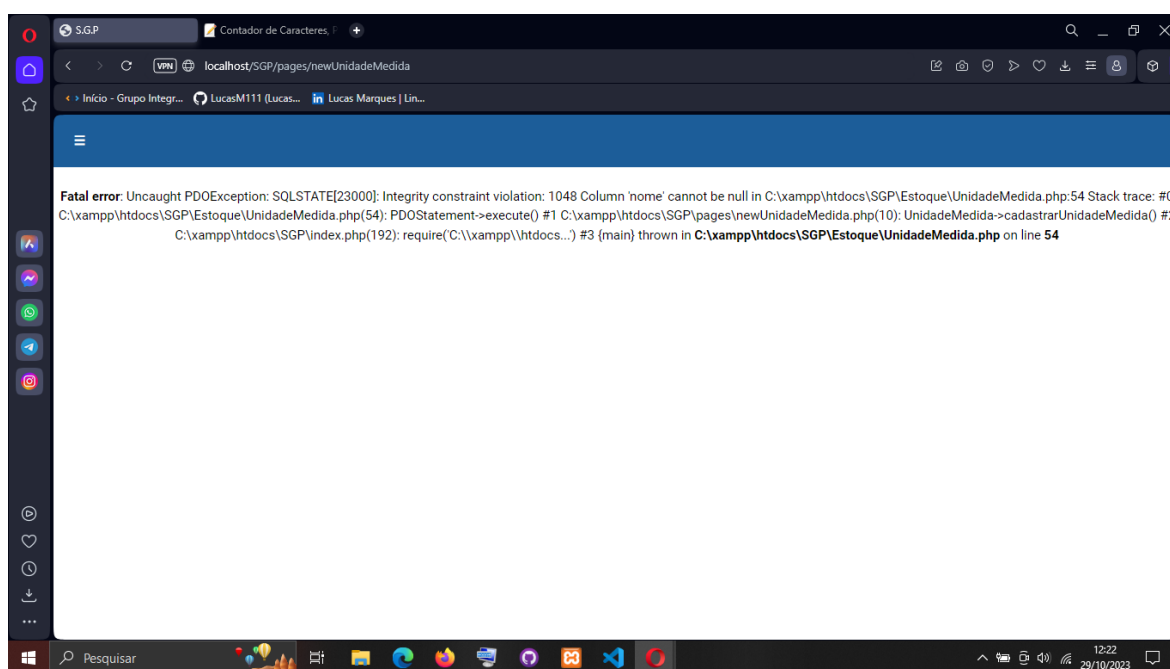 S.G.P
Contador de Caracteres, P
VPN
localhost/SGP/pages/newUnidadeMedida
Início - Grupo Integr...
LucasM111 (Lucas...
in
Lucas Marques | Lin...
Fatal error: Uncaught PDOException: SQLSTATE[23000]: Integrity constraint violation: 1048 Column 'nome' cannot be null in C:\xampp\htdocs\SGP\Estoque\UnidadeMedida.php:54 Stack trace: #0
C:\xampp\htdocs\SGP\Estoque\UnidadeMedida.php(54): PDOStatement->execute() #1 C:\xampp\htdocs\SGP\pages\newUnidadeMedida.php(10): UnidadeMedida->cadastrarUnidadeMedida() #2
C:\xampp\htdocs\SGP\index.php(192): require('C:\\xampp\\htdocs...') #3 {main} thrown in C:\xampp\htdocs\SGP\Estoque\UnidadeMedida.php on line 54
Pesquisar
12:22
29/10/2023